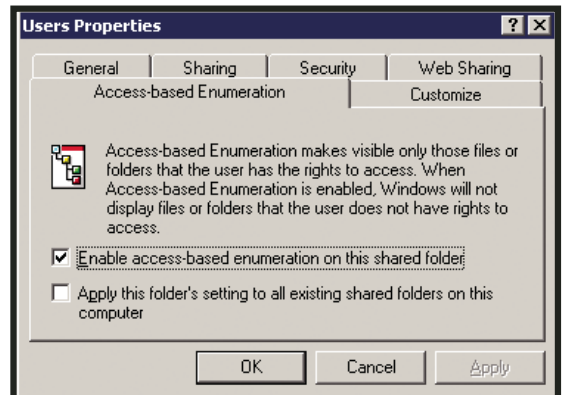 Users Properties
General Sharing Security Web Sharing
Access-based Enumeration Customize
Access-based Enumeration makes visible only those files or
folders that the user has the rights to access. When
Access-based Enumeration is enabled, Windows will not
display files or folders that the user does not have rights to
access.
Enable access-based enumeration on this shared folder
Apply this folder's setting to all existing shared folders on this
computer
OK Cancel Apply